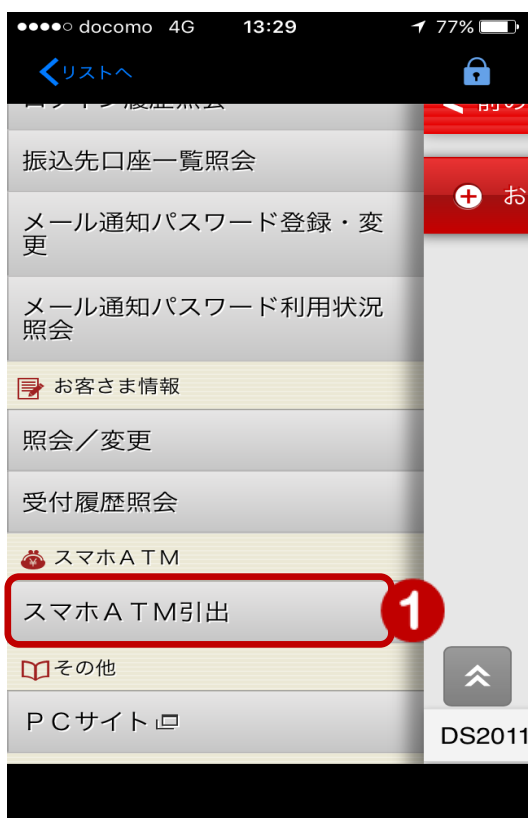 docomo 4G 13:29 77%
リストへ
振込先口座一覧照会
メール通知パスワード登録・変
更
メール通知パスワード利用状況
照会
お客さま情報
照会／変更
受付履歴照会
スマホＡＴＭ
スマホＡＴＭ引出
1
その他
ＰＣサイト
前の
お
DS2011